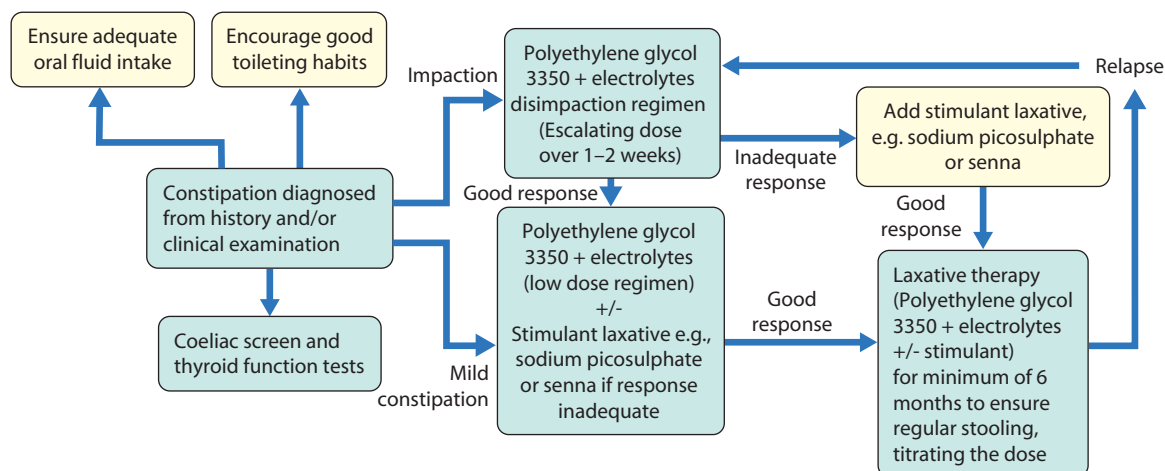 Ensure adequate
oral fluid intake
Encourage good
toileting habits
Constipation diagnosed
from history and/or
clinical examination
Coeliac screen and
thyroid function tests
Impaction
Polyethylene glycol
3350 + electrolytes
disimpaction regimen
(Escalating dose
over 1–2 weeks)
Good response
Mild
constipation
Polyethylene glycol
3350 + electrolytes
(low dose regimen)
+/-
Stimulant laxative e.g.,
sodium picosulphate
or senna if response
inadequate
Inadequate
response
Add stimulant laxative,
e.g. sodium picosulphate
or senna
Good
response
Good
response
Laxative therapy
(Polyethylene glycol
3350 + electrolytes
+/- stimulant)
for minimum of 6
months to ensure
regular stooling,
titrating the dose
Relapse